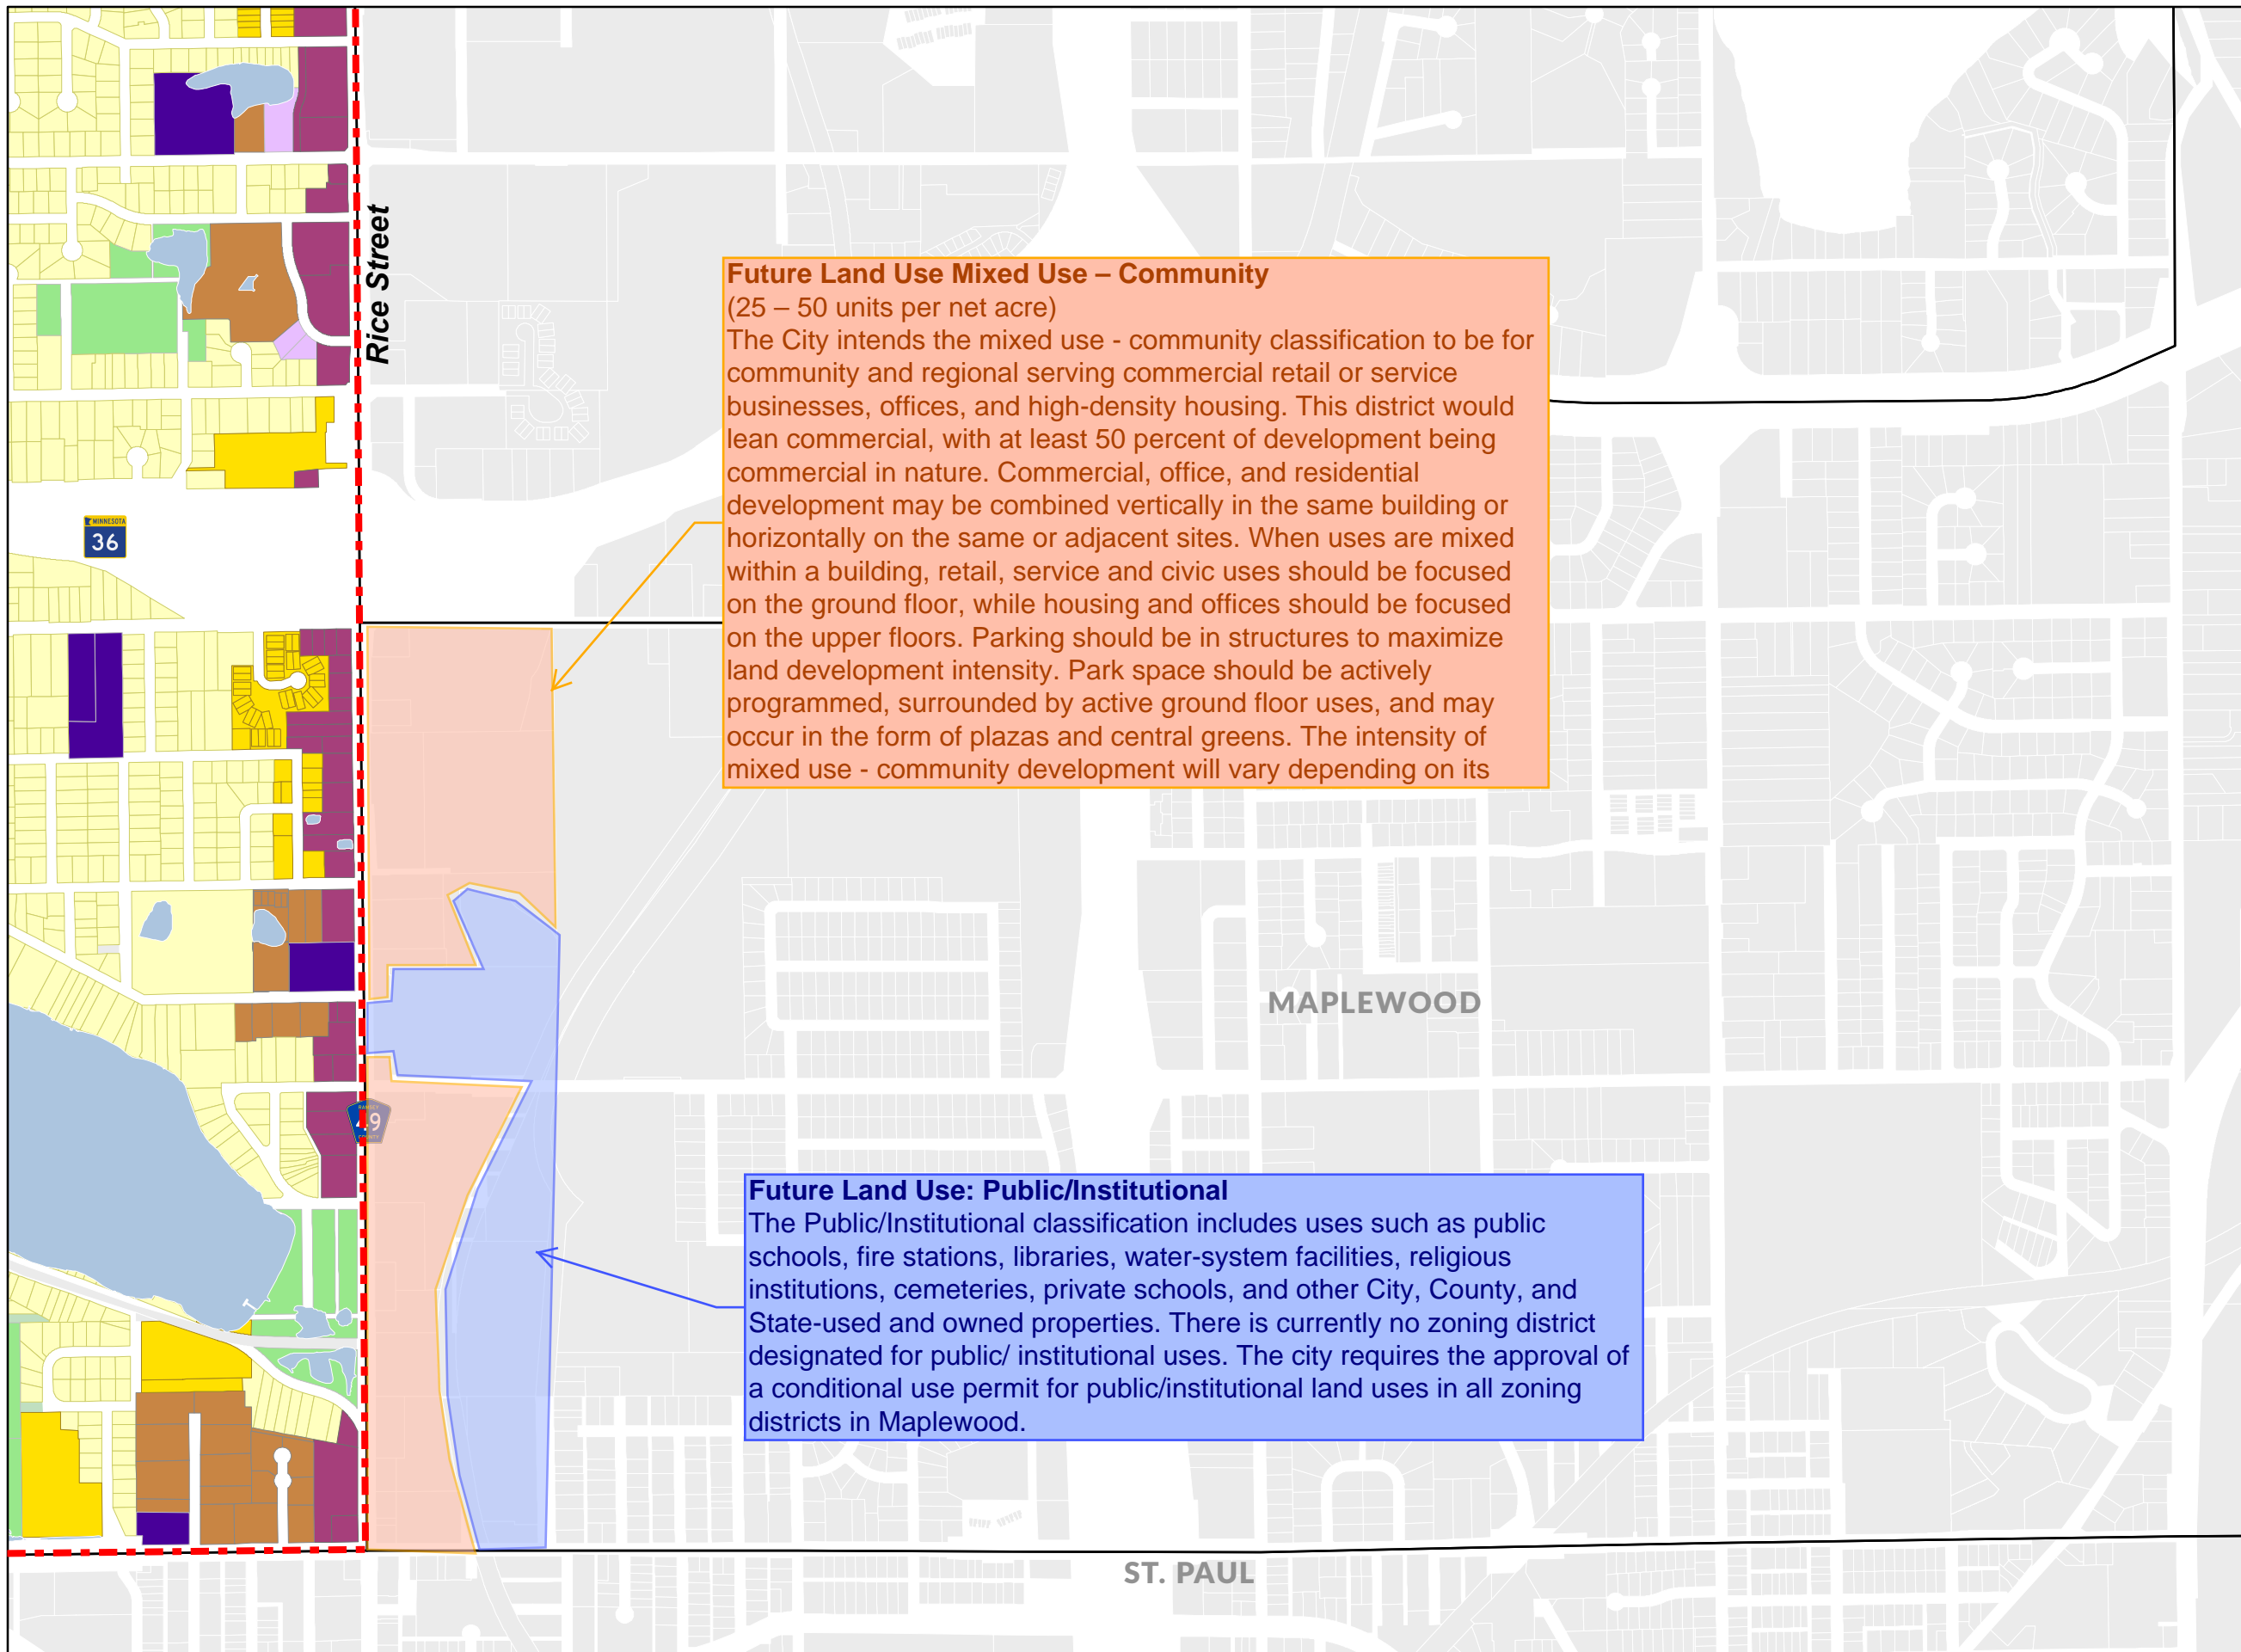 Rice Street
Future Land Use Mixed Use – Community
(25 – 50 units per net acre)
The City intends the mixed use - community classification to be for
community and regional serving commercial retail or service
businesses, offices, and high-density housing. This district would
lean commercial, with at least 50 percent of development being
commercial in nature. Commercial, office, and residential
development may be combined vertically in the same building or
horizontally on the same or adjacent sites. When uses are mixed
within a building, retail, service and civic uses should be focused
on the ground floor, while housing and offices should be focused
on the upper floors. Parking should be in structures to maximize
land development intensity. Park space should be actively
programmed, surrounded by active ground floor uses, and may
occur in the form of plazas and central greens. The intensity of
mixed use - community development will vary depending on its
MINNESOTA
36
MAPLEWOOD
49
Future Land Use: Public/Institutional
The Public/Institutional classification includes uses such as public
schools, fire stations, libraries, water-system facilities, religious
institutions, cemeteries, private schools, and other City, County, and
State-used and owned properties. There is currently no zoning district
designated for public/ institutional uses. The city requires the approval of
a conditional use permit for public/institutional land uses in all zoning
districts in Maplewood.
ST. PAUL